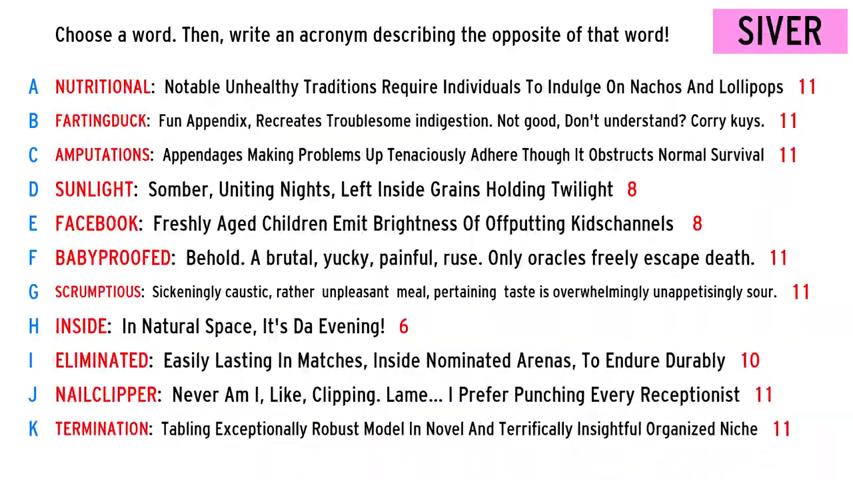 Choose a word. Then, write an acronym describing the opposite of that word!
SIVER
A NUTRITIONAL: Notable Unhealthy Traditions Require Individuals To Indulge On Nachos And Lollipops 11
B FARTINGDUCK: Fun Appendix, Recreates Troublesome indigestion. Not good, Don't understand? Corry kuys. 11
C AMPUTATIONS: Appendages Making Problems Up Tenaciously Adhere Though It Obstructs Normal Survival 11
D SUNLIGHT: Somber, Uniting Nights, Left Inside Grains Holding Twilight 8
E FACEBOOK: Freshly Aged Children Emit Brightness Of Offputting Kidschannels 8
F BABYPROOFED: Behold. A brutal, yucky, painful, ruse. Only oracles freely escape death. 11
G SCRUMPTIOUS: Sickeningly caustic, rather unpleasant meal, pertaining taste is overwhelmingly unappetisingly sour. 11
H INSIDE: In Natural Space, It's Da Evening! 6
I ELIMINATED: Easily Lasting In Matches, Inside Nominated Arenas, To Endure Durably 10
J NAILCLIPPER: Never Am I, Like, Clipping. Lame... I Prefer Punching Every Receptionist 11
K TERMINATION: Tabling Exceptionally Robust Model In Novel And Terrifically Insightful Organized Niche 11